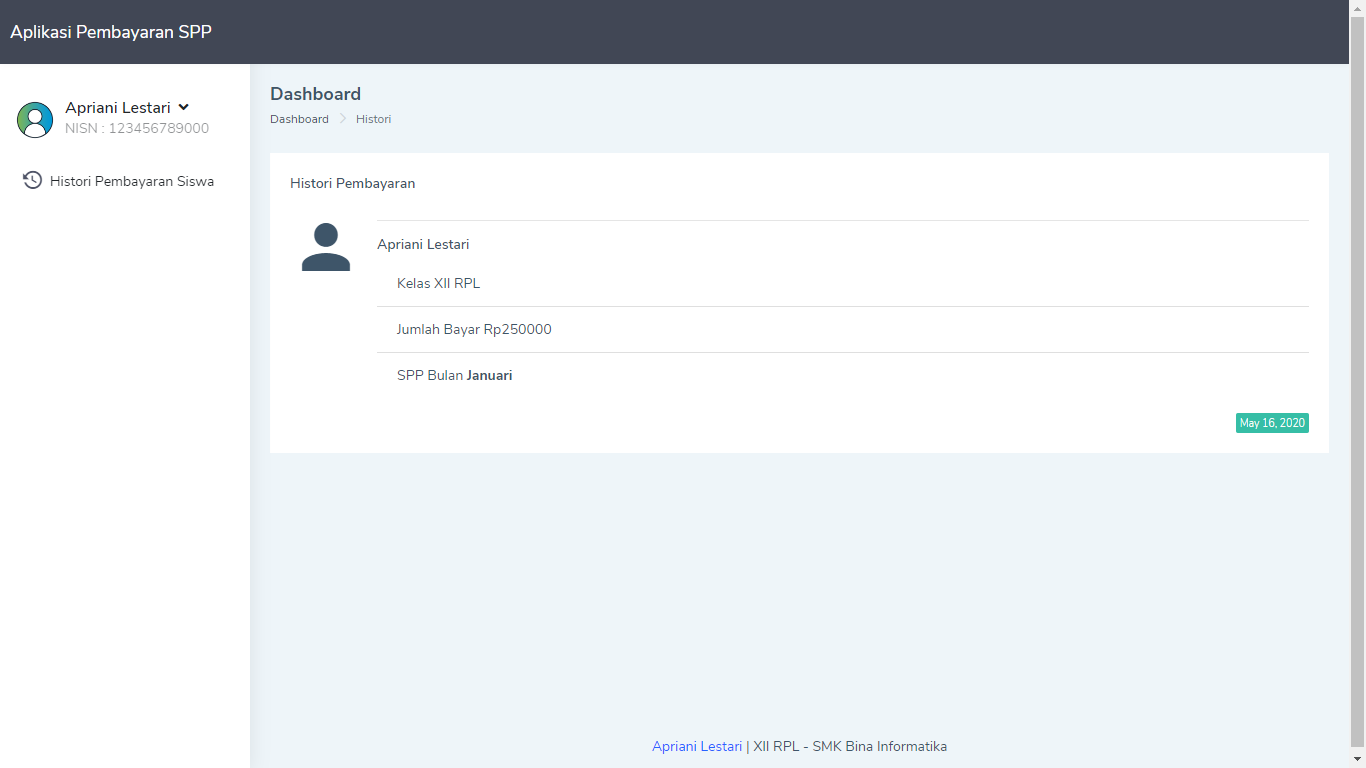 Aplikasi Pembayaran SPP
Apriani Lestari
NISN : 123456789000
Histori Pembayaran Siswa
Dashboard
Dashboard Histori
Histori Pembayaran
Apriani Lestari
Kelas XII RPL
Jumlah Bayar Rp250000
SPP Bulan Januari
May 16, 2020
Apriani Lestari | XII RPL - SMK Bina Informatika